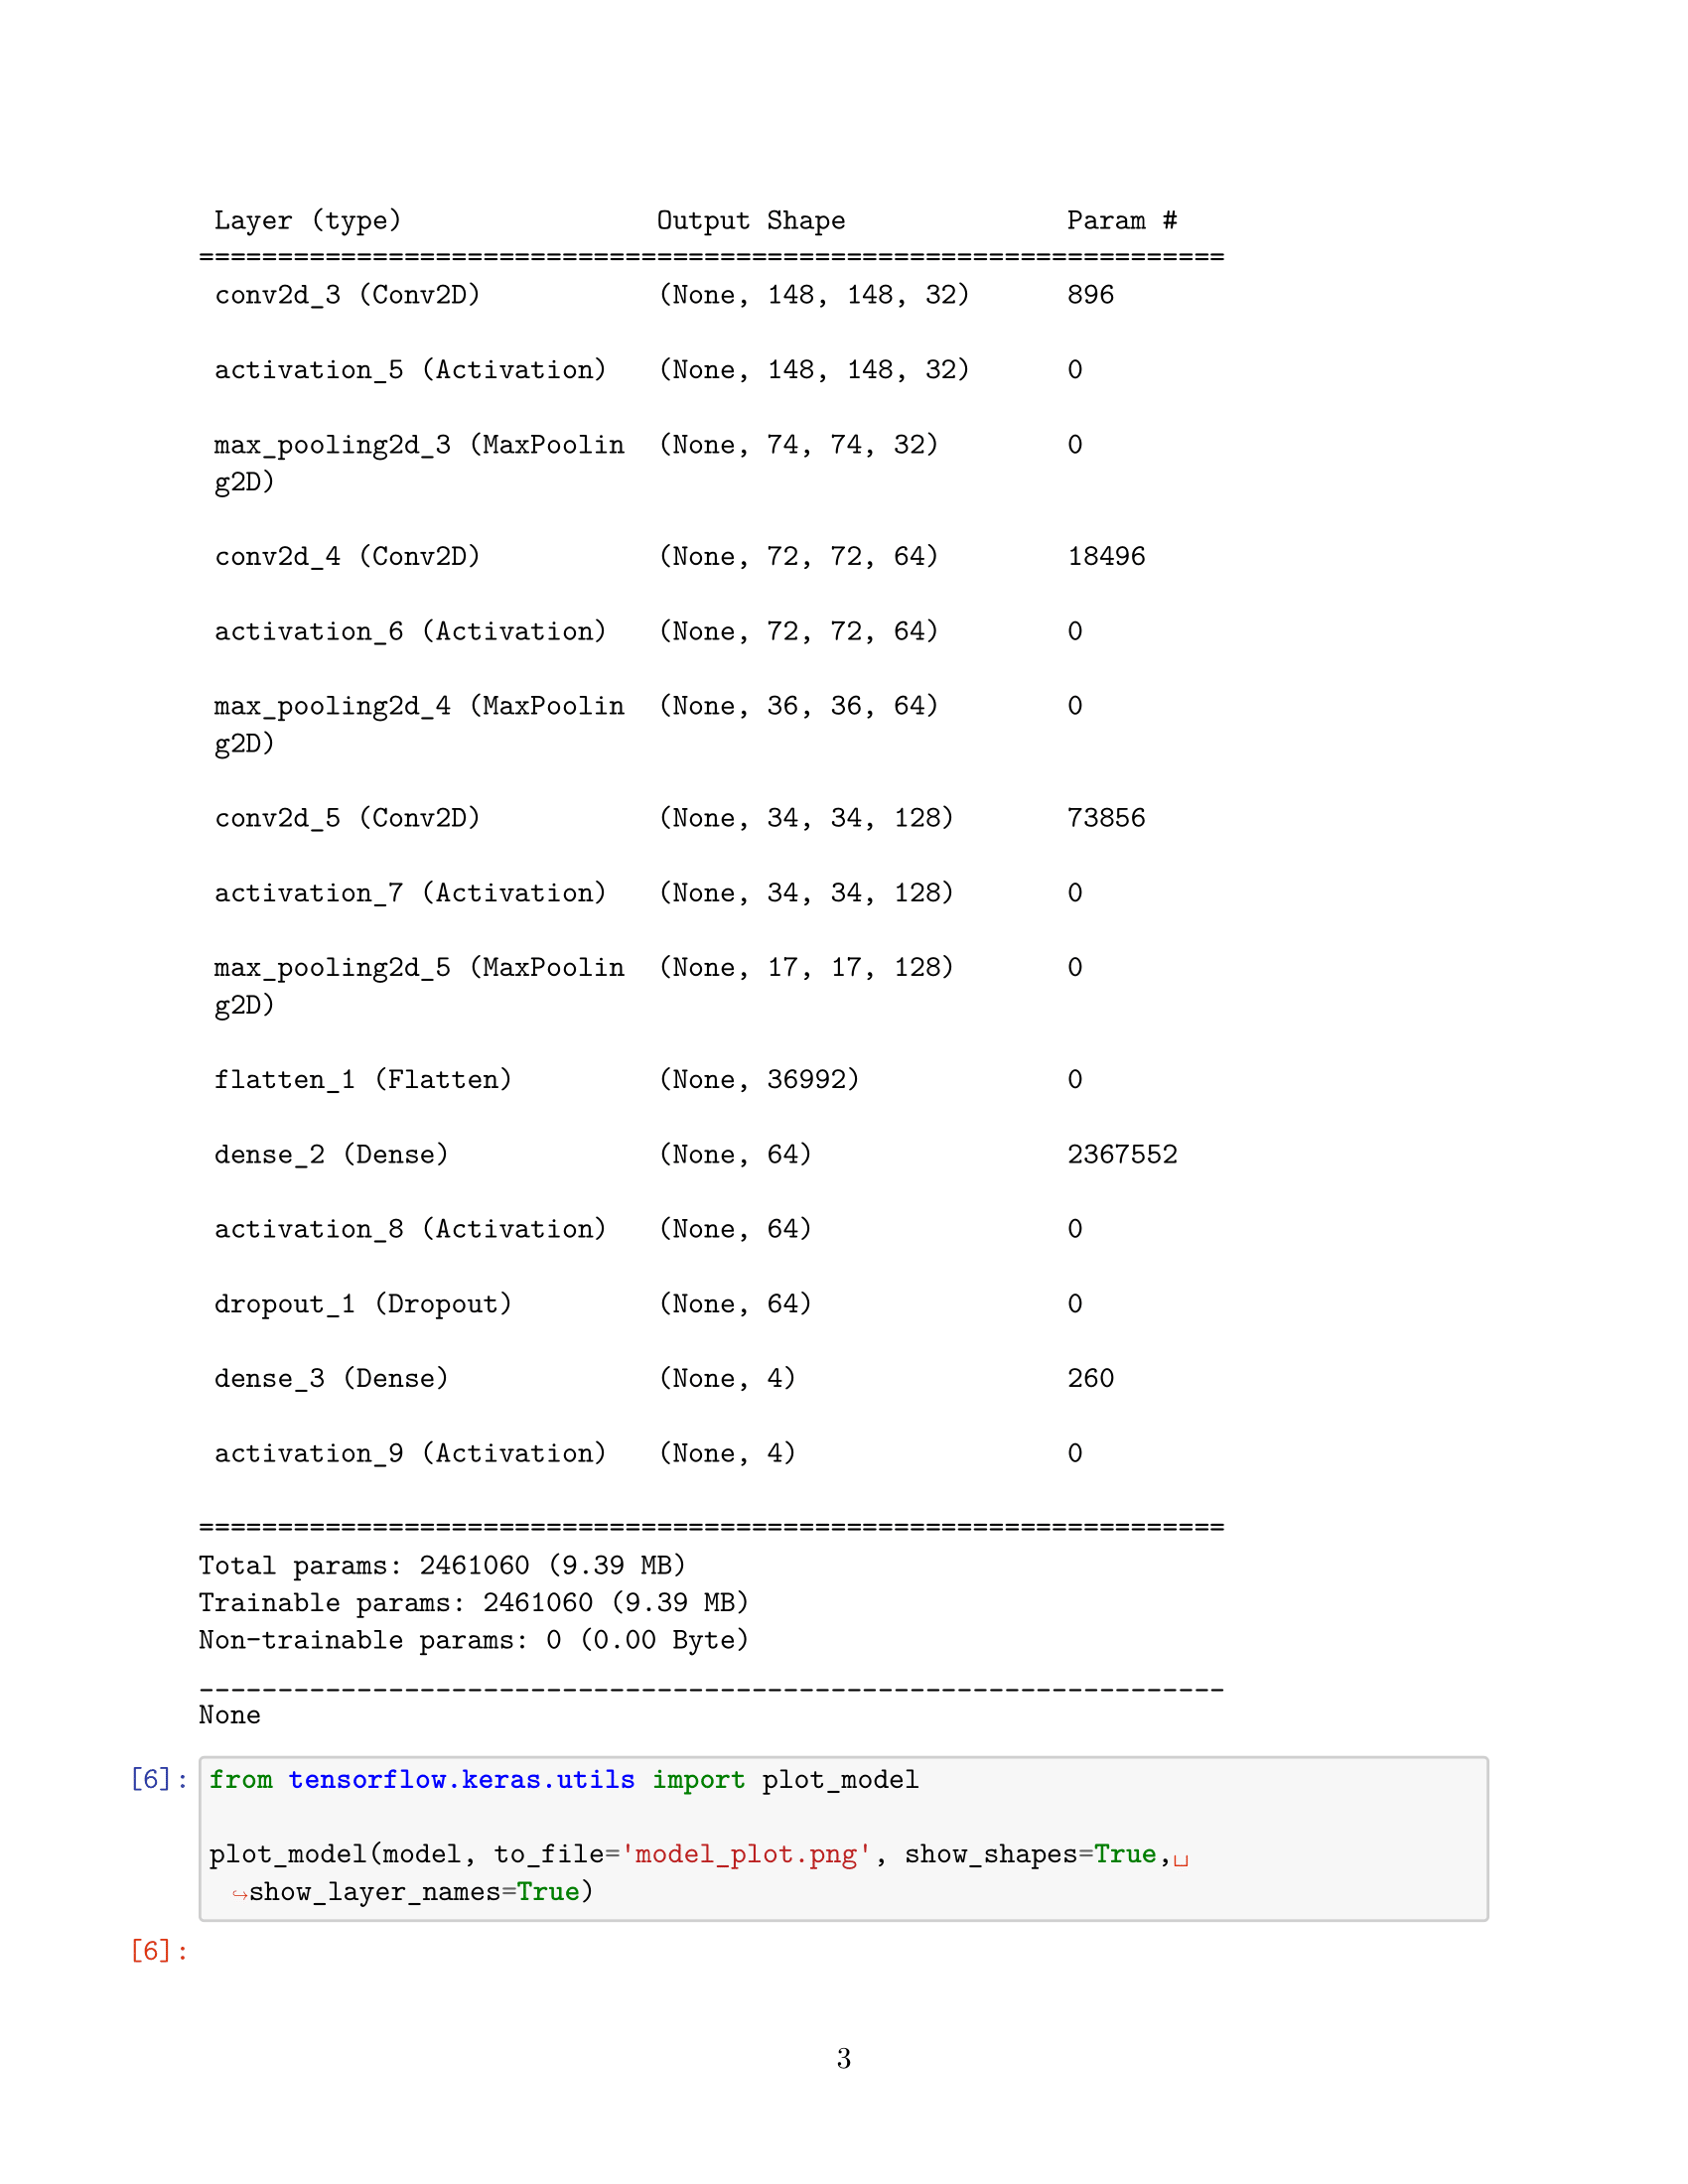 Layer (type)                Output Shape              Param #
=================================================================
conv2d_3 (Conv2D)           (None, 148, 148, 32)      896
activation_5 (Activation)   (None, 148, 148, 32)      0
max_pooling2d_3 (MaxPoolin  (None, 74, 74, 32)        0
g2D)
conv2d_4 (Conv2D)           (None, 72, 72, 64)        18496
activation_6 (Activation)   (None, 72, 72, 64)        0
max_pooling2d_4 (MaxPoolin  (None, 36, 36, 64)        0
g2D)
conv2d_5 (Conv2D)           (None, 34, 34, 128)       73856
activation_7 (Activation)   (None, 34, 34, 128)       0
max_pooling2d_5 (MaxPoolin  (None, 17, 17, 128)       0
g2D)
flatten_1 (Flatten)         (None, 36992)             0
dense_2 (Dense)             (None, 64)                2367552
activation_8 (Activation)   (None, 64)                0
dropout_1 (Dropout)         (None, 64)                0
dense_3 (Dense)             (None, 4)                 260
activation_9 (Activation)   (None, 4)                 0
=================================================================
Total params: 2461060 (9.39 MB)
Trainable params: 2461060 (9.39 MB)
Non-trainable params: 0 (0.00 Byte)
_________________________________________________________________
None
[6]: from tensorflow.keras.utils import plot_model
plot_model(model, to_file='model_plot.png', show_shapes=True,␣
↪show_layer_names=True)
[6]:
3